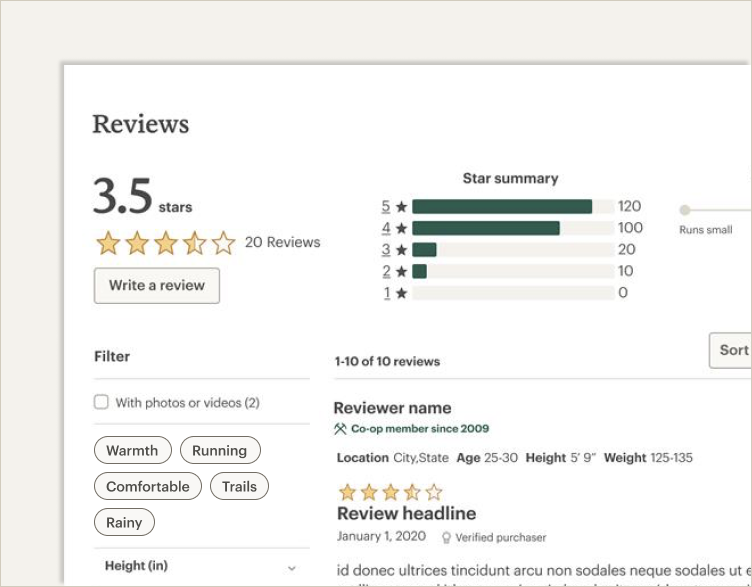 Reviews
3.5 stars
20 Reviews
Write a review
Star summary
5 ★ 120
4 ★ 100
3 ★ 20
2 ★ 10
1 ★ 0
Runs small
Filter
With photos or videos (2)
Warmth
Running
Comfortable
Trails
Rainy
Height (in)
1-10 of 10 reviews
Sort
Reviewer name
Co-op member since 2009
Location City,State Age 25-30 Height 5’ 9” Weight 125-135
Review headline
January 1, 2020 Verified purchaser
id donec ultrices tincidunt arcu non sodales neque sodales ut